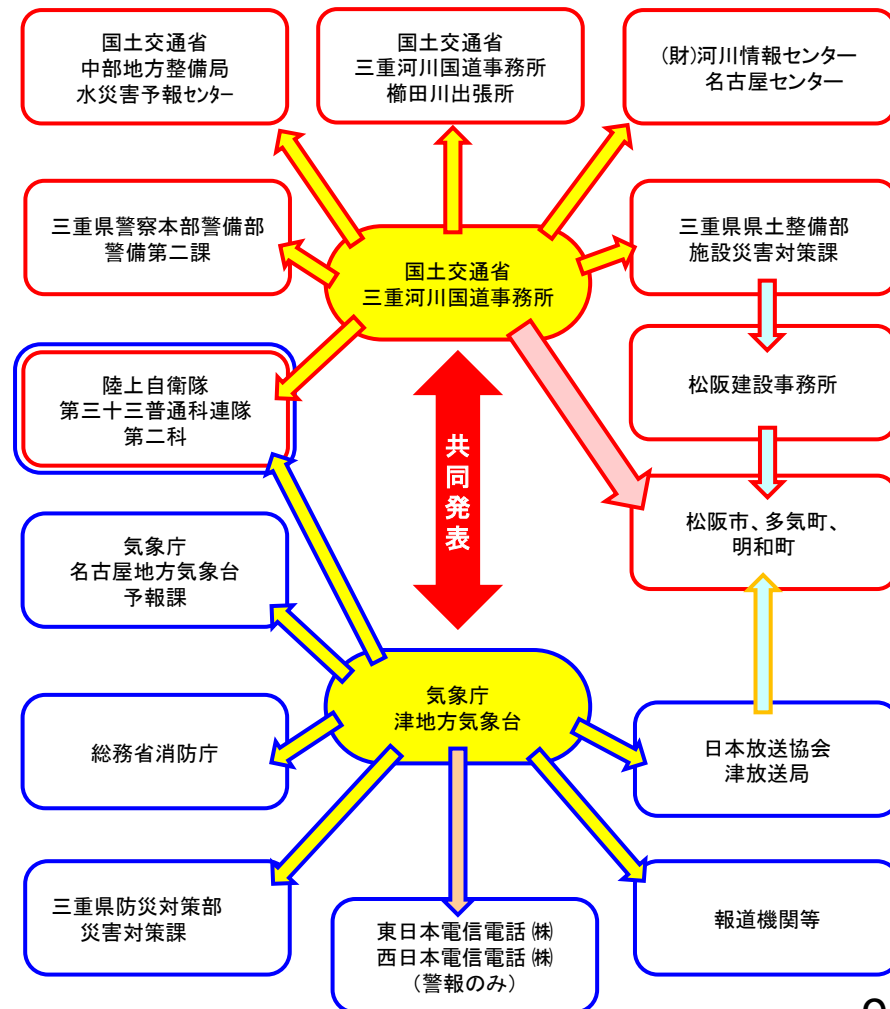 国土交通省
中部地方整備局
水災害予報ｾﾝﾀｰ
国土交通省
三重河川国道事務所
櫛田川出張所
(財)河川情報センター
名古屋センター
三重県警察本部警備部
警備第二課
国土交通省
三重河川国道事務所
三重県県土整備部
施設災害対策課
陸上自衛隊
第三十三普通科連隊
第二科
共同発表
松阪建設事務所
松阪市、多気町、
明和町
気象庁
名古屋地方気象台
予報課
気象庁
津地方気象台
総務省消防庁
日本放送協会
津放送局
三重県防災対策部
災害対策課
東日本電信電話㈱
西日本電信電話㈱
（警報のみ）
報道機関等